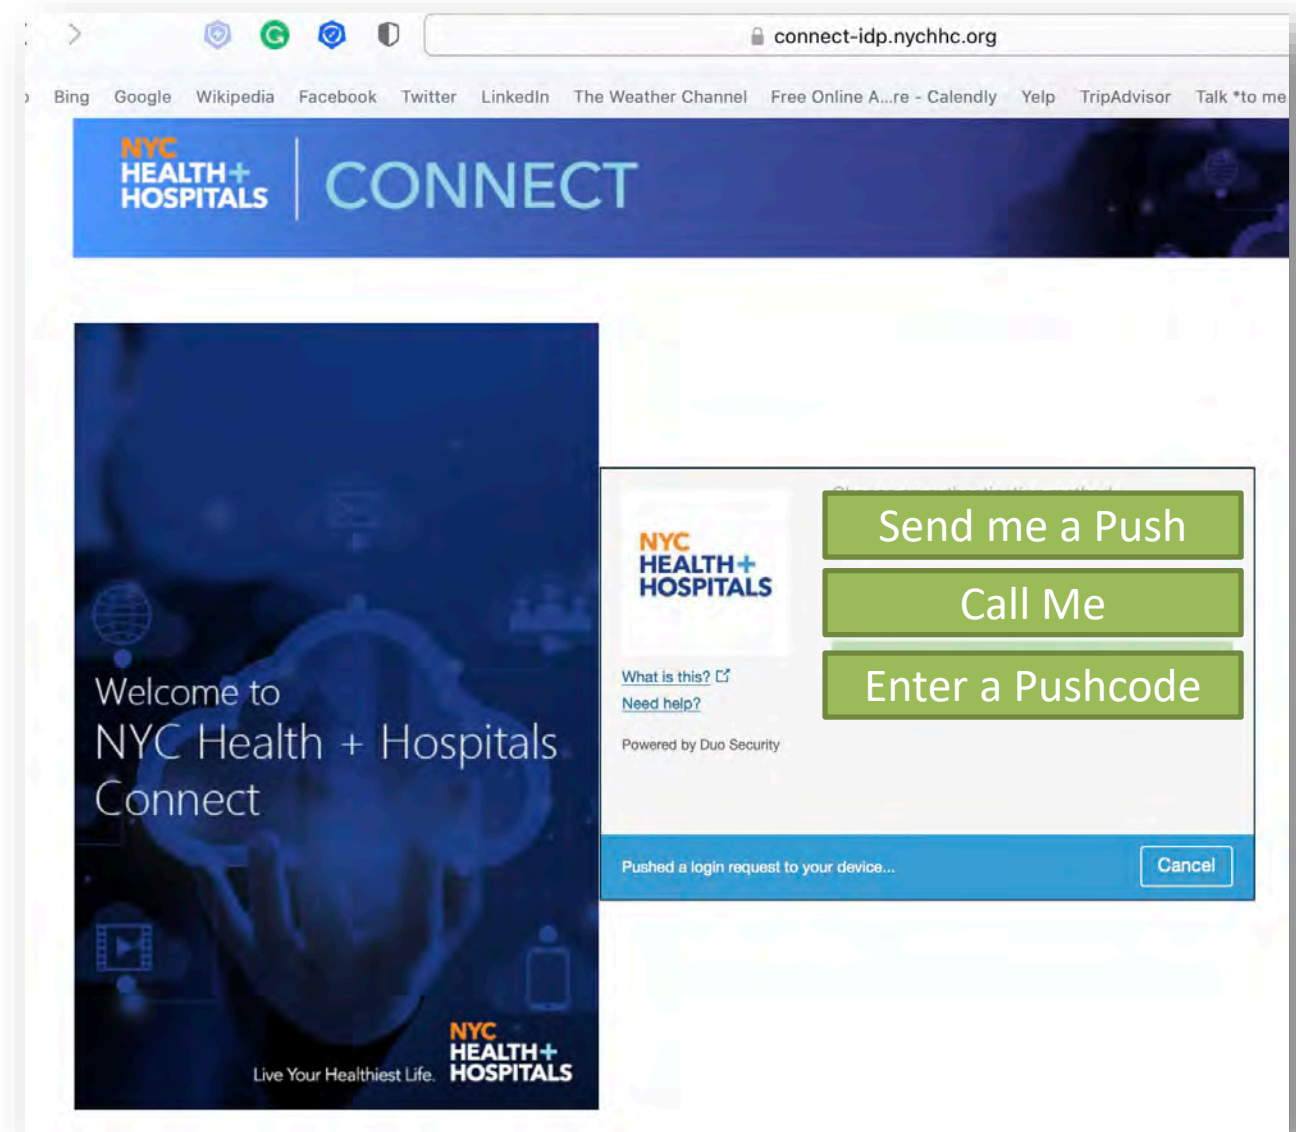 connect-idp.nychhc.org
Bing Google Wikipedia Facebook Twitter LinkedIn The Weather Channel Free Online A...re - Calendly Yelp TripAdvisor Talk *to me
NYC
HEALTH+
HOSPITALS
CONNECT
Welcome to
NYC Health + Hospitals
Connect
Live Your Healthiest Life.
NYC
HEALTH+
HOSPITALS
NYC
HEALTH+
HOSPITALS
What is this?
Need help?
Powered by Duo Security
Send me a Push
Call Me
Enter a Pushcode
Pushed a login request to your device...
Cancel